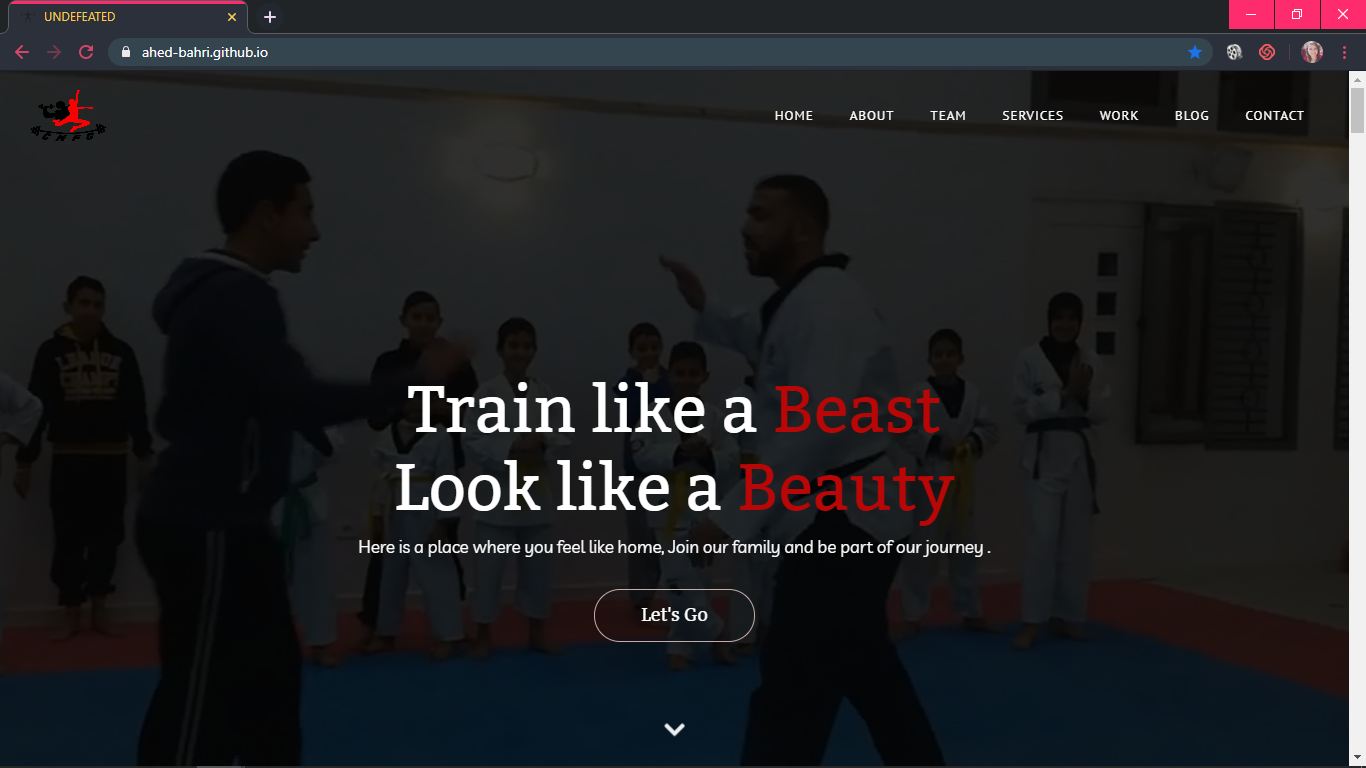 UNDEFEATED
ahed-bahri.github.io
CMFC
HOME ABOUT TEAM SERVICES WORK BLOG CONTACT
Train like a Beast
Look like a Beauty
Here is a place where you feel like home, Join our family and be part of our journey .
Let's Go